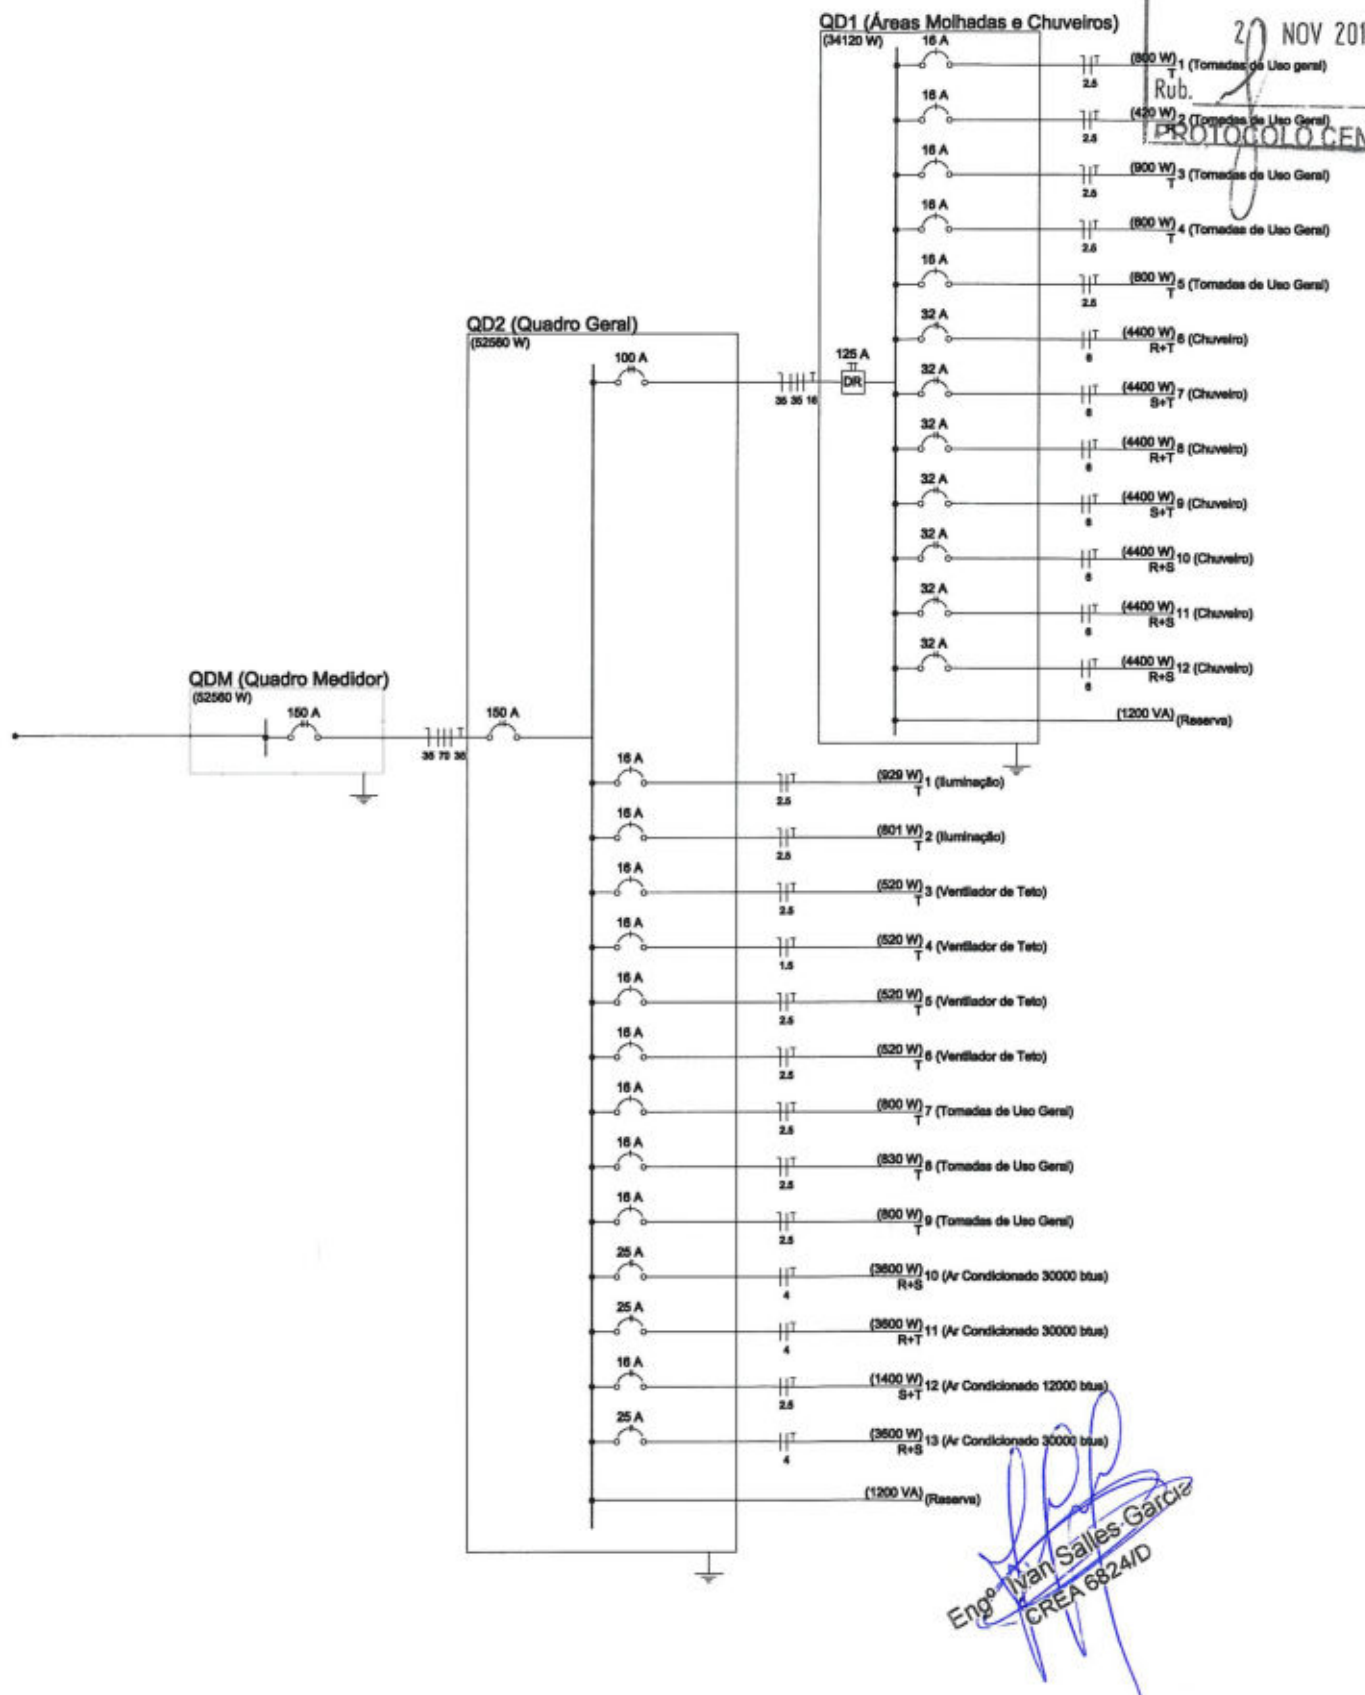 QD1 (Áreas Molhadas e Chuveiros)
(34120 W)
20 NOV 201
Rub.
PROTOCOLO CEN
16 A
2.5
(800 W)
T
1 (Tomadas de Uso geral)
16 A
2.5
(420 W)
2 (Tomadas de Uso Geral)
16 A
2.5
(900 W)
T
3 (Tomadas de Uso Geral)
16 A
2.5
T
4 (Tomadas de Uso Geral)
16 A
2.5
T
5 (Tomadas de Uso Geral)
32 A
6
(4400 W)
R+T
6 (Chuveiro)
32 A
6
(4400 W)
S+T
7 (Chuveiro)
32 A
6
(4400 W)
R+T
8 (Chuveiro)
32 A
6
(4400 W)
S+T
9 (Chuveiro)
32 A
6
(4400 W)
R+S
10 (Chuveiro)
32 A
6
(4400 W)
R+S
11 (Chuveiro)
32 A
6
(4400 W)
R+S
12 (Chuveiro)
(1200 VA)
(Reserva)
125 A
DR
QD2 (Quadro Geral)
(52560 W)
100 A
35 35 16
QDM (Quadro Medidor)
(52560 W)
150 A
35 70 35
150 A
16 A
2.5
(929 W)
T
1 (Iluminação)
16 A
2.5
(801 W)
T
2 (Iluminação)
16 A
2.5
(520 W)
T
3 (Ventilador de Teto)
16 A
1.5
(520 W)
T
4 (Ventilador de Teto)
16 A
2.5
(520 W)
T
5 (Ventilador de Teto)
16 A
2.5
(520 W)
T
6 (Ventilador de Teto)
16 A
2.5
(800 W)
T
7 (Tomadas de Uso Geral)
16 A
2.5
(830 W)
T
8 (Tomadas de Uso Geral)
16 A
2.5
(800 W)
T
9 (Tomadas de Uso Geral)
25 A
4
(3600 W)
R+S
10 (Ar Condicionado 30000 btus)
25 A
4
(3600 W)
R+T
11 (Ar Condicionado 30000 btus)
16 A
2.5
(1400 W)
S+T
12 (Ar Condicionado 12000 btus)
25 A
4
(3600 W)
R+S
13 (Ar Condicionado 30000 btus)
(1200 VA)
(Reserva)
Engº Ivan Salles Garcia
CREA 6824/D